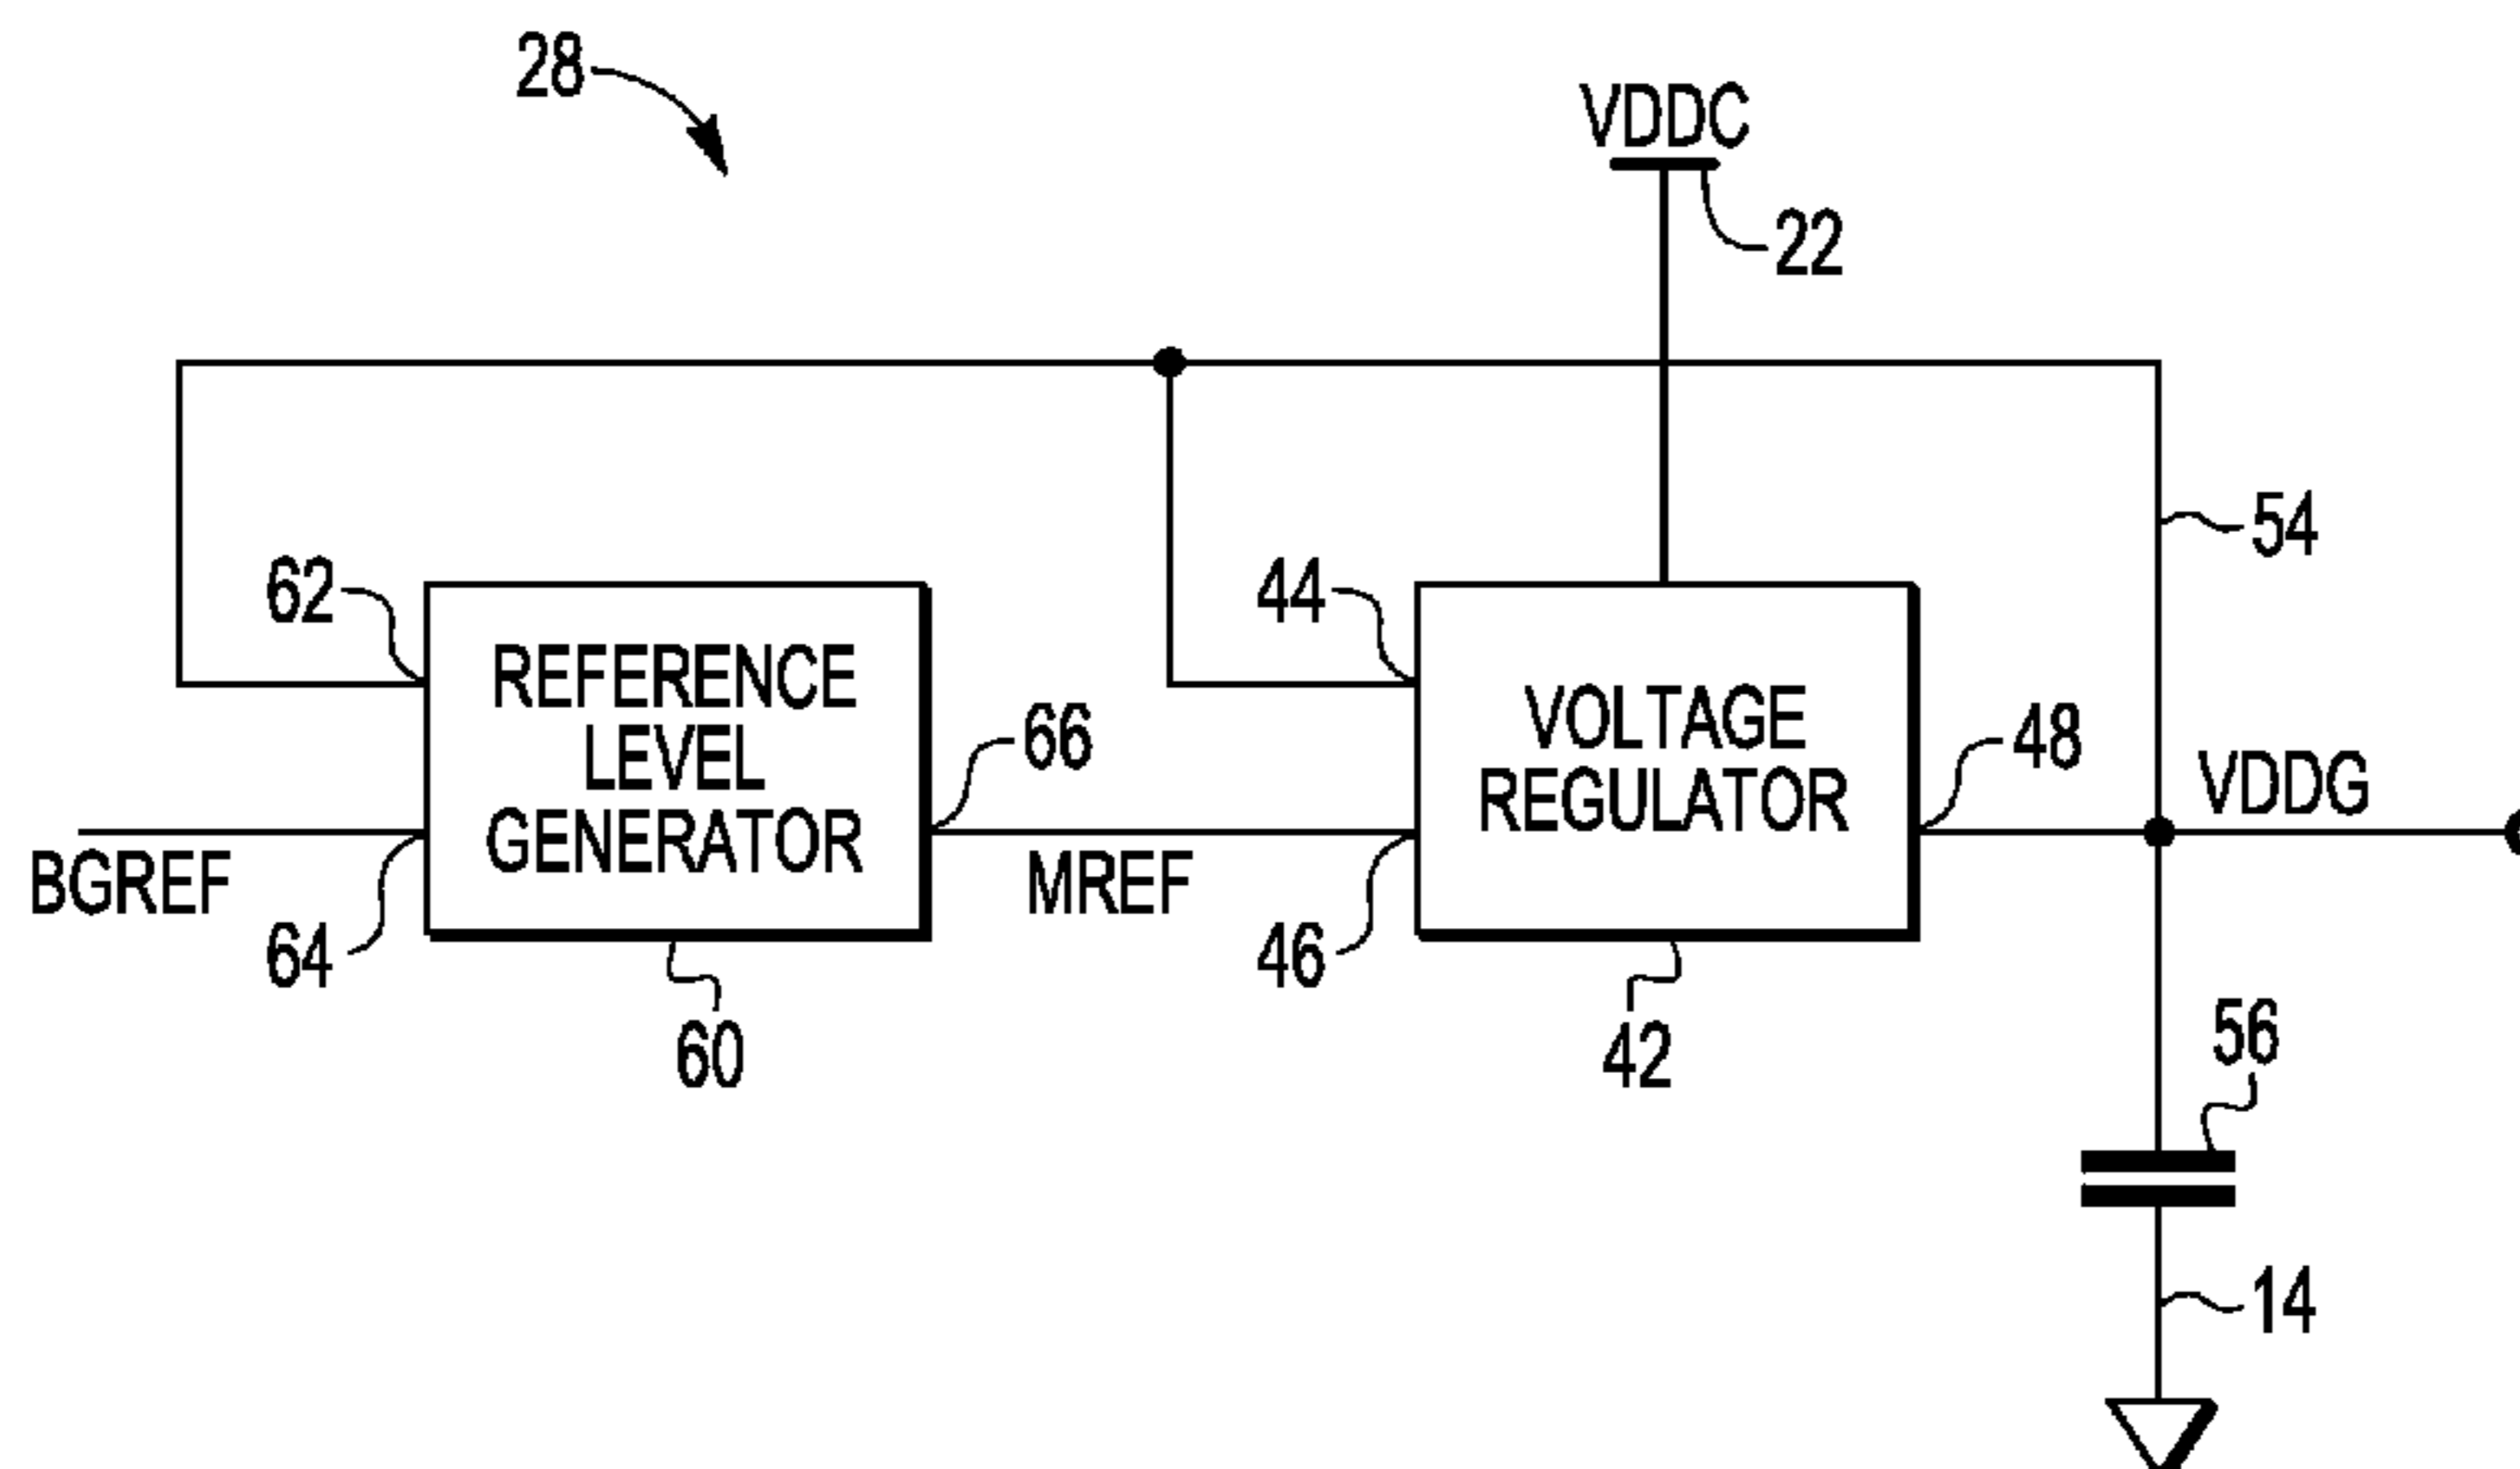 28
VDDC
22
54
62
44
REFERENCE
LEVEL
GENERATOR
66
VOLTAGE
REGULATOR
48
VDDG
BGREF
MREF
64
46
60
42
56
14